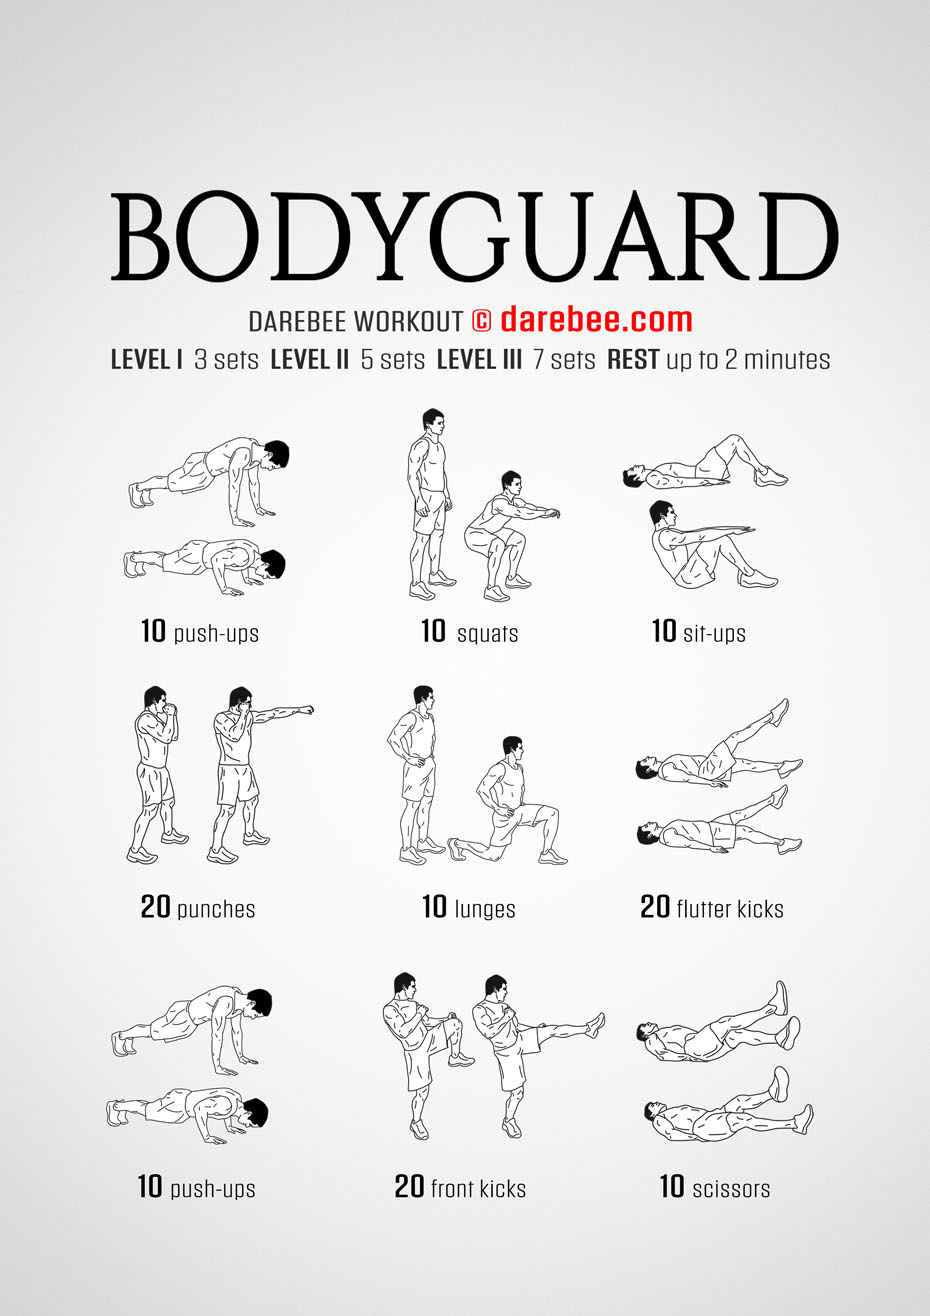 BODYGUARD
DAREBEE WORKOUT © darebee.com
LEVEL I 3 sets LEVEL II 5 sets LEVEL III 7 sets REST up to 2 minutes
10 push-ups
10 squats
10 sit-ups
20 punches
10 lunges
20 flutter kicks
10 push-ups
20 front kicks
10 scissors